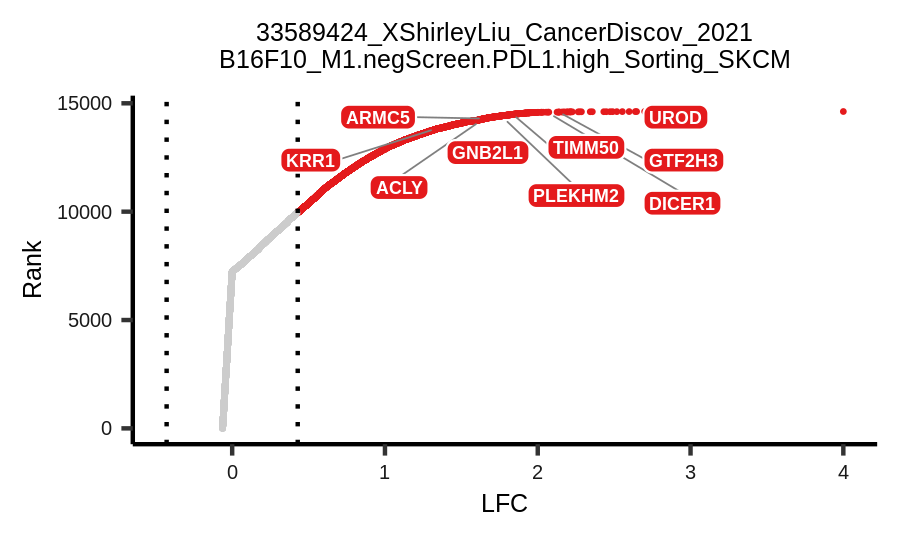 33589424_XShirleyLiu_CancerDiscov_2021
B16F10_M1.negScreen.PDL1.high_Sorting_SKCM
15000
10000
5000
0
Rank
ARMC5
UROD
KRR1
GNB2L1
TIMM50
GTF2H3
ACLY
PLEKHM2
DICER1
0
1
2
3
4
LFC